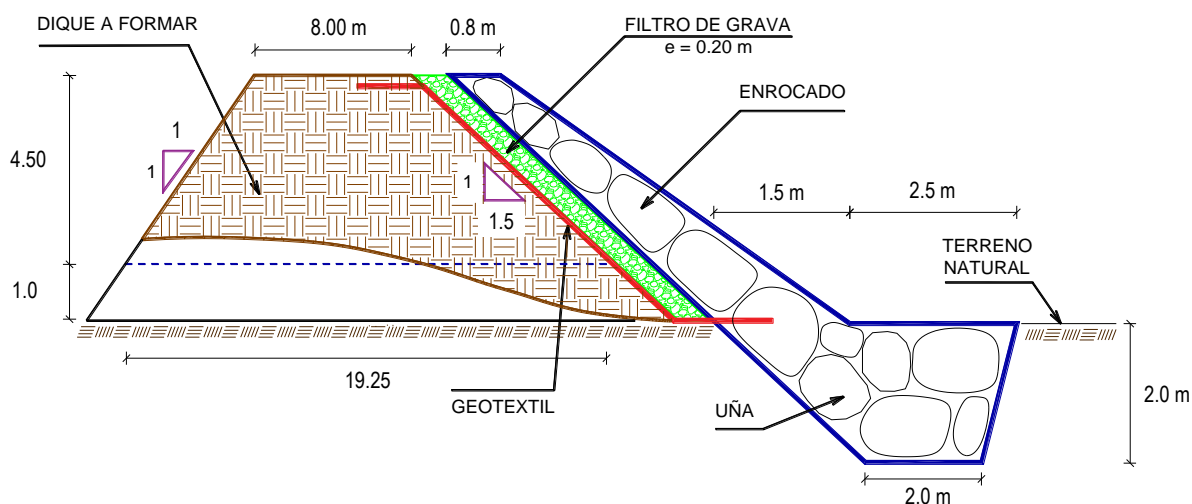 DIQUE A FORMAR
8.00 m
0.8 m
FILTRO DE GRAVA
e = 0.20 m
ENROCADO
1
1
4.50
1
1.5
1.5 m
2.5 m
TERRENO
NATURAL
1.0
19.25
GEOTEXTIL
UÑA
2.0 m
2.0 m